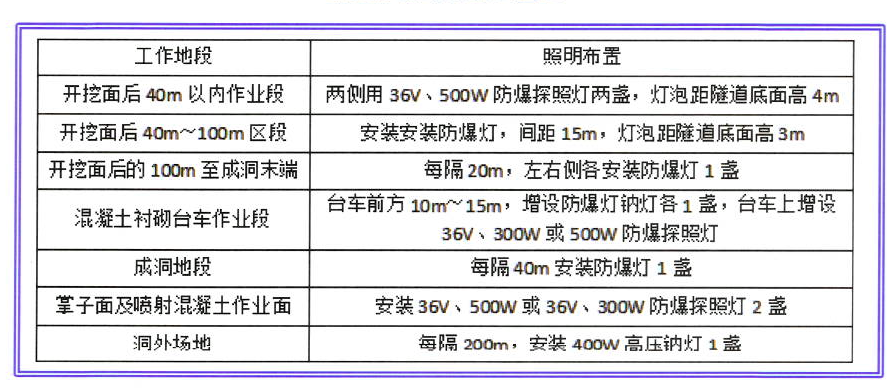 工作地段 照明布置
开挖面后 40m 以内作业段 两侧用 36V、500W 防爆探照灯两盏，灯泡距隧道底面高 4m
开挖面后 40m～100m 区段 安装安装防爆灯，间距 15m，灯泡距隧道底面高 3m
开挖面后的 100m 至成洞末端 每隔 20m，左右侧各安装防爆灯 1 盏
混凝土衬砌台车作业段 台车前方 10m～15m，增设防爆灯钠灯各 1 盏，台车上增设
36V、300W 或 500W 防爆探照灯
成洞地段 每隔 40m 安装防爆灯 1 盏
掌子面及喷射混凝土作业面 安装 36V、500W 或 36V、300W 防爆探照灯 2 盏
洞外场地 每隔 200m，安装 400W 高压钠灯 1 盏